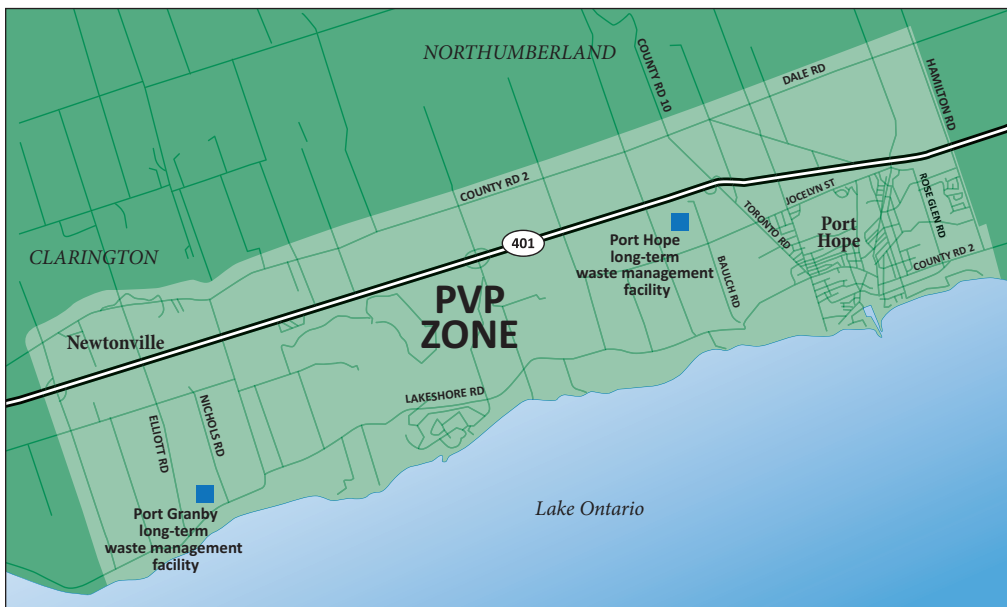 NORTHUMBERLAND
COUNTY RD 10
DALE RD
HAMILTON RD
COUNTY RD 2
JOCELYN ST
ROSE GLEN RD
TORONTO RD
Port
Hope
CLARINGTON
401
Port Hope
long-term
waste management
facility
BAULCH RD
COUNTY RD 2
PVP
ZONE
Newtonville
LAKESHORE RD
NICHOLS RD
ELLIOTT RD
Port Granby
long-term
waste management
facility
Lake Ontario